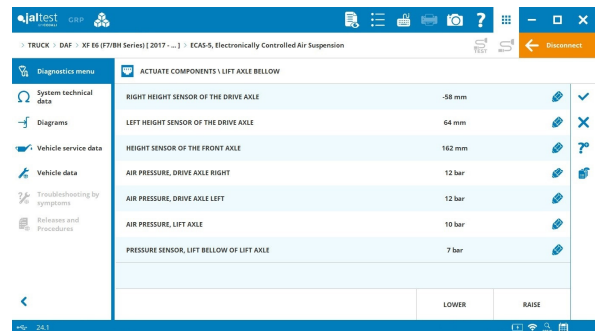 jaltest GRP
TRUCK > DAF > XF E6 (F7/BH Series) [ 2017 - ...] > ECAS-5, Electronically Controlled Air Suspension
TEST
Disconnect
Diagnostics menu
System technical data
Diagrams
Vehicle service data
Vehicle data
Troubleshooting by symptoms
Releases and Procedures
ACTUATE COMPONENTS \ LIFT AXLE BELLOW
RIGHT HEIGHT SENSOR OF THE DRIVE AXLE -58 mm
LEFT HEIGHT SENSOR OF THE DRIVE AXLE 64 mm
HEIGHT SENSOR OF THE FRONT AXLE 162 mm
AIR PRESSURE, DRIVE AXLE RIGHT 12 bar
AIR PRESSURE, DRIVE AXLE LEFT 12 bar
AIR PRESSURE, LIFT AXLE 10 bar
PRESSURE SENSOR, LIFT BELLOW OF LIFT AXLE 7 bar
LOWER RAISE
24.1